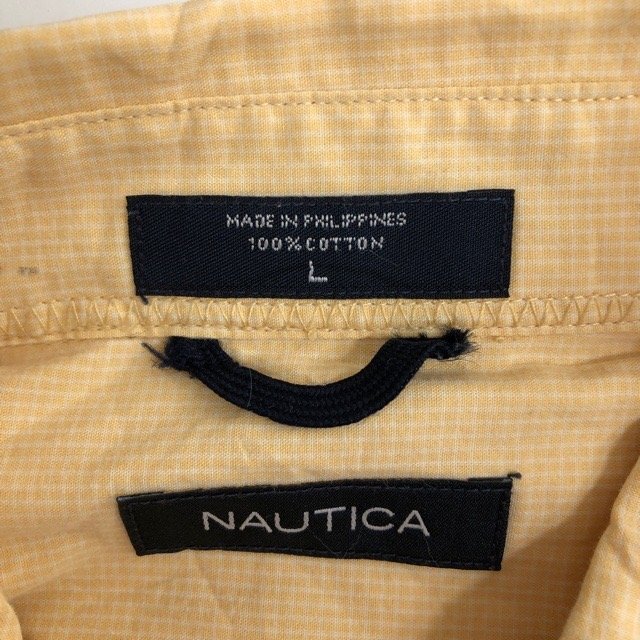 MADE IN PHILIPPINES
100% COTTON
L
NAUTICA